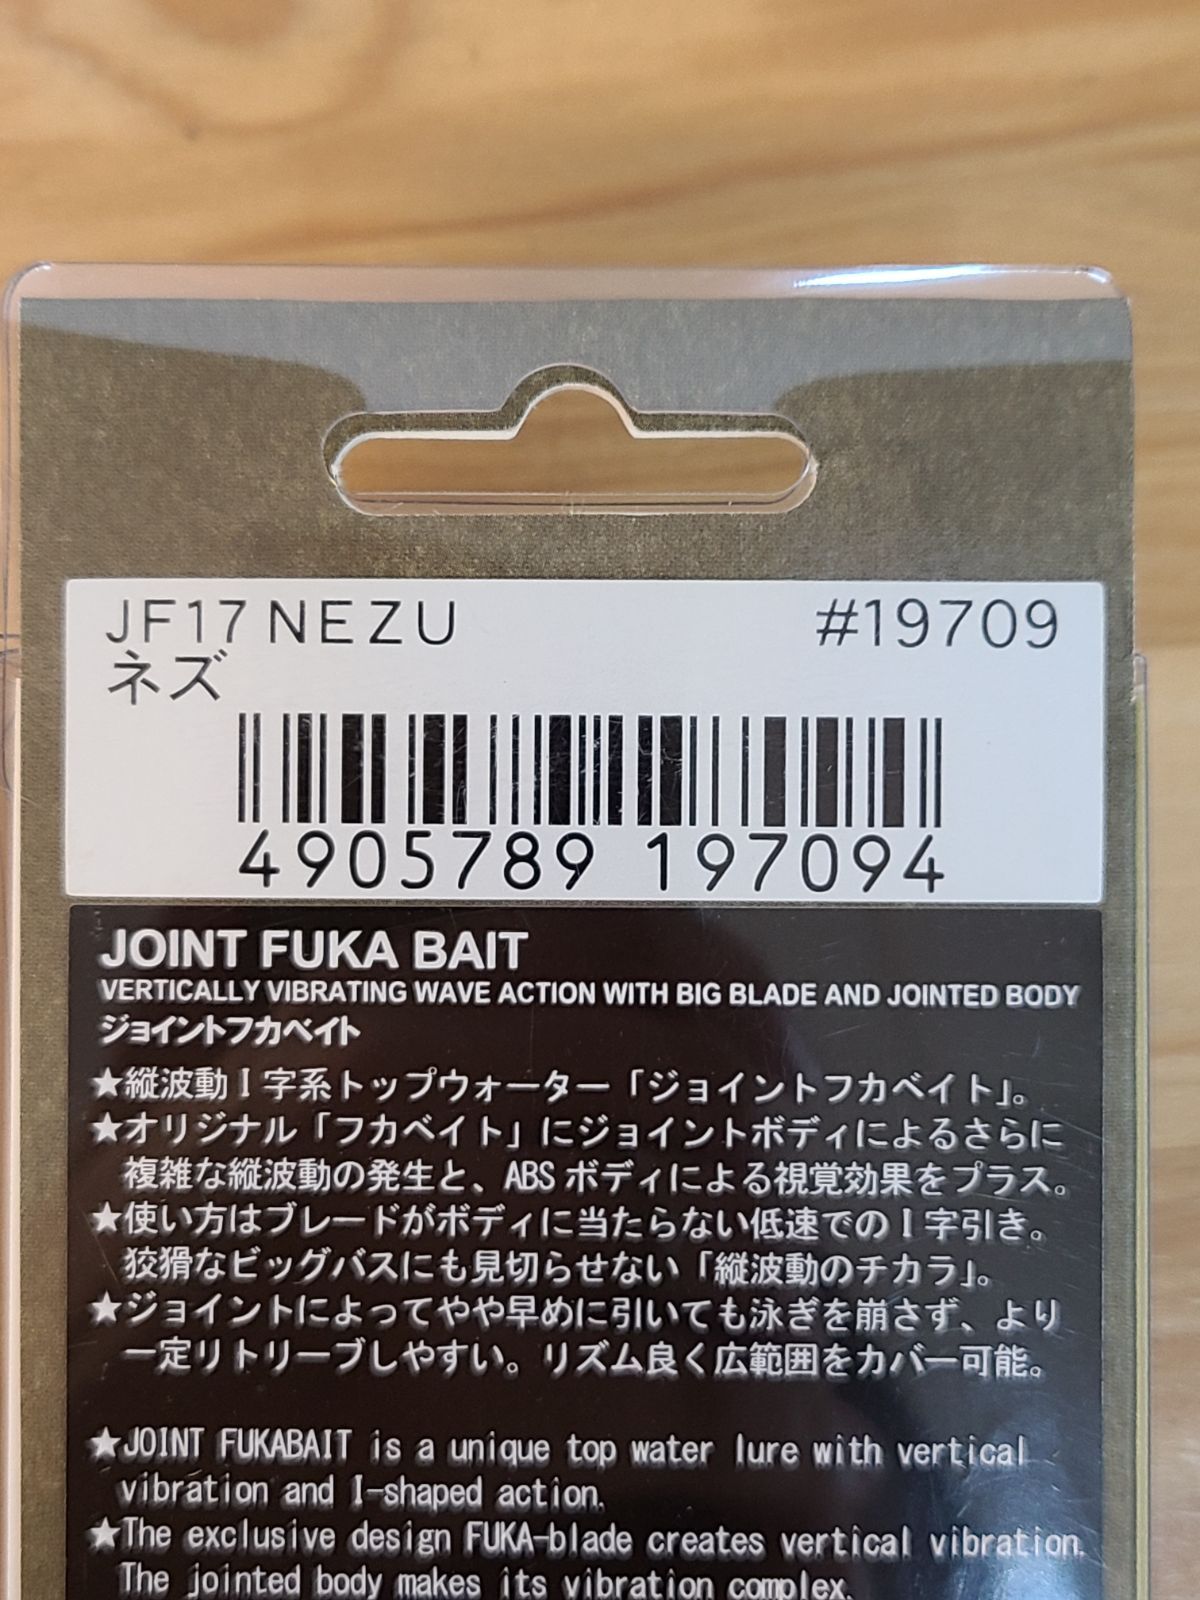 JF17 NEZU #19709
ネズ
4905789 197094
JOINT FUKA BAIT
VERTICALLY VIBRATING WAVE ACTION WITH BIG BLADE AND JOINTED BODY
ジョイントフカベイト
★縦波動I字系トップウォーター「ジョイントフカベイト」。
★オリジナル「フカベイト」にジョイントボディによるさらに
複雑な縦波動の発生と、ABSボディによる視覚効果をプラス。
★使い方はブレードがボディに当たらない低速でのI字引き。
狡猾なビッグバスにも見切らせない「縦波動のチカラ」。
★ジョイントによってやや早めに引いても泳ぎを崩さず、より
一定リトリーブしやすい。リズム良く広範囲をカバー可能。
★JOINT FUKABAIT is a unique top water lure with vertical
vibration and I-shaped action.
★The exclusive design FUKA-blade creates vertical vibration.
The jointed body makes its vibration complex.